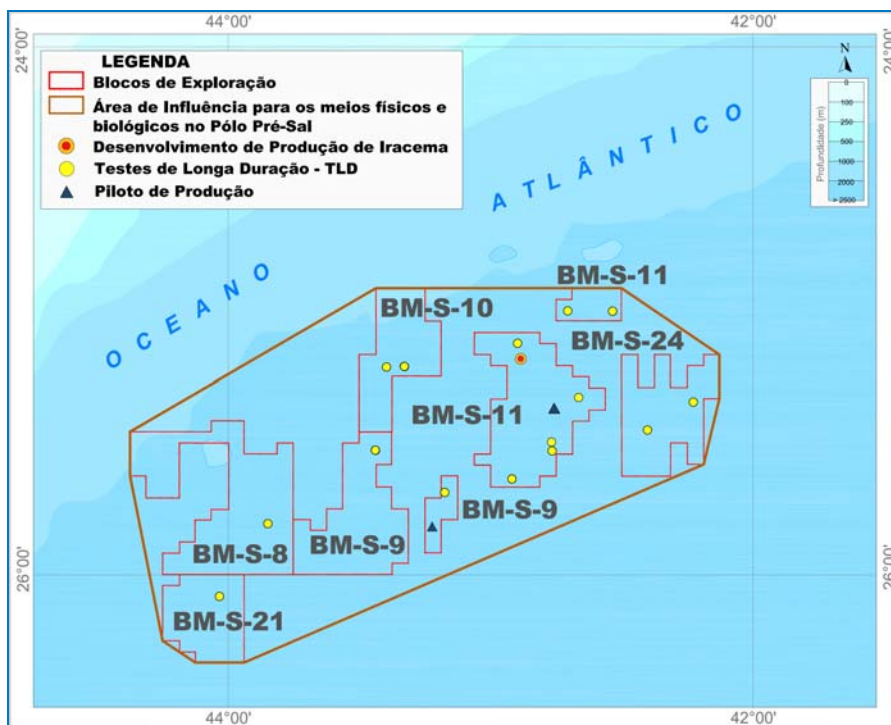 44°00'
42°00'
24°00'
24°00'
LEGENDA
Blocos de Exploração
Área de Influência para os meios físicos e
biológicos no Pólo Pré-Sal
Desenvolvimento de Produção de Iracema
Testes de Longa Duração - TLD
Piloto de Produção
N
0
100
250
500
1000
2000
> 2500
Profundidade (m)
OCEANO ATLÂNTICO
BM-S-11
BM-S-10
BM-S-24
BM-S-11
BM-S-9
BM-S-8
BM-S-9
BM-S-21
26°00'
26°00'
44°00'
42°00'